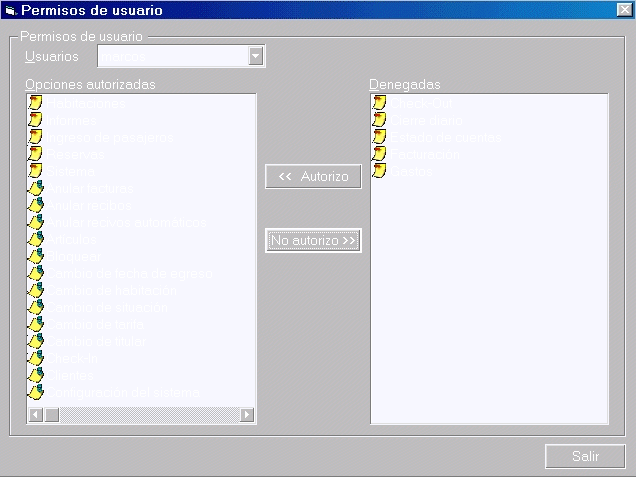 Permisos de usuario
Permisos de usuario
Usuarios
Opciones autorizadas
Habitaciones
Informes
Ingreso de pasajeros
Reservas
Sistema
Anular facturas
Anular recibos
Anular recibos automáticos
Artículos
Bloquear
Cambio de fecha de egreso
Cambio de habitación
Cambio de situación
Cambio de tarifa
Cambio de titular
Check-In
Clientes
Configuración del sistema
<< Autorizo
No autorizo >>
Denegadas
Check-Out
Cierre diario
Estado de cuentas
Facturación
Gastos
Salir